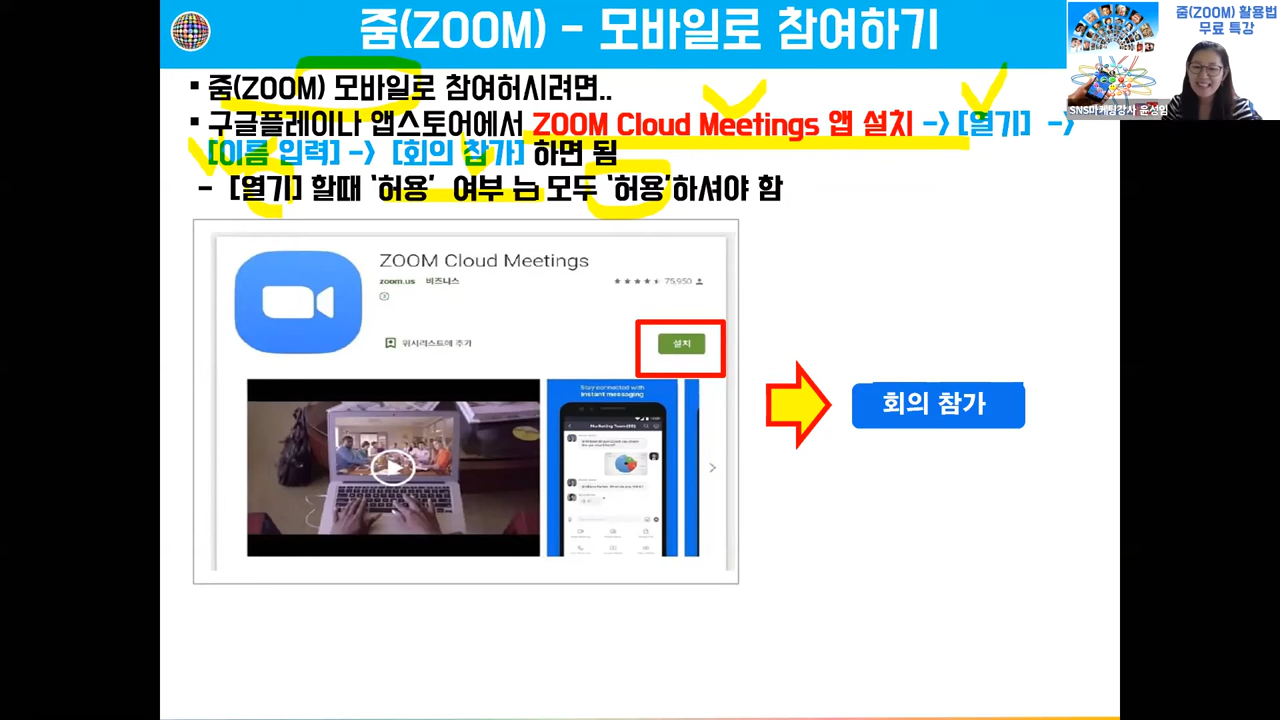 줌(ZOOM) - 모바일로 참여하기
줌(ZOOM) 활용법
무료 특강
SNS마케팅강사 윤성임
▪ 줌(ZOOM) 모바일로 참여허시려면..
▪ 구글플레이나 앱스토어에서 ZOOM Cloud Meetings 앱 설치 -> [열기] ->
[이름 입력] -> [회의 참가] 하면 됨
- [열기] 할때 '허용' 여부 는 모두 '허용'하셔야 함
ZOOM Cloud Meetings
zoom.us 비즈니스
75,950
위시리스트에 추가
설치
Stay connected with
instant messaging
회의 참가